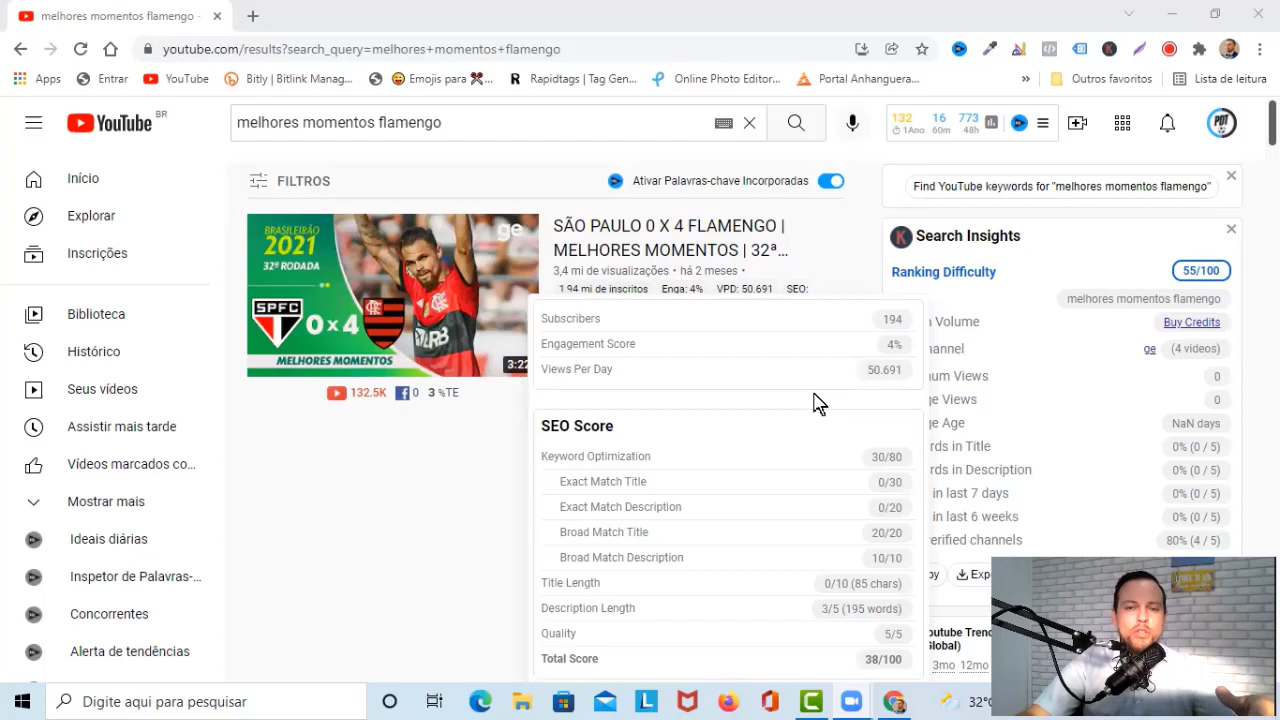 melhores momentos flamengo -
youtube.com/results?search_query=melhores+momentos+flamengo
Apps
Entrar
YouTube
Bitly | Bitlink Manag...
Emojis para
Rapidtags | Tag Gen...
Online Photo Editor...
Portal Anhanguera...
»
Outros favoritos
Lista de leitura
YouTube BR
melhores momentos flamengo
132 16 773
1Ano 60m 48h
PDT
Início
Explorar
Inscrições
Biblioteca
Histórico
Seus vídeos
Assistir mais tarde
Vídeos marcados co...
Mostrar mais
Ideais diárias
Inspetor de Palavras-...
Concorrentes
Alerta de tendências
FILTROS
Ativar Palavras-chave Incorporadas
BRASILEIRÃO
2021
32ª RODADA
ge
SPFC
0x4
MELHORES MOMENTOS
3:22
132.5K
0
3 %TE
SÃO PAULO 0 X 4 FLAMENGO |
MELHORES MOMENTOS | 32ª...
3,4 mi de visualizações • há 2 meses •
1.94 mi de inscritos Enga: 4% VPD: 50.691 SEO:
Subscribers 194
Engagement Score 4%
Views Per Day 50.691
SEO Score
Keyword Optimization 30/80
Exact Match Title 0/30
Exact Match Description 0/20
Broad Match Title 20/20
Broad Match Description 10/10
Title Length 0/10 (85 chars)
Description Length 3/5 (195 words)
Quality 5/5
Total Score 38/100
Find YouTube keywords for "melhores momentos flamengo"
K Search Insights
Ranking Difficulty 55/100
melhores momentos flamengo
Volume Buy Credits
hannel ge (4 videos)
num Views 0
ge Views 0
ge Age NaN days
rds in Title 0% (0 / 5)
rds in Description 0% (0 / 5)
in last 7 days 0% (0 / 5)
in last 6 weeks 0% (0 / 5)
erified channels 80% (4 / 5)
py
Exp
outube Trend
Global)
3mo 12mo
Digite aqui para pesquisar
32°